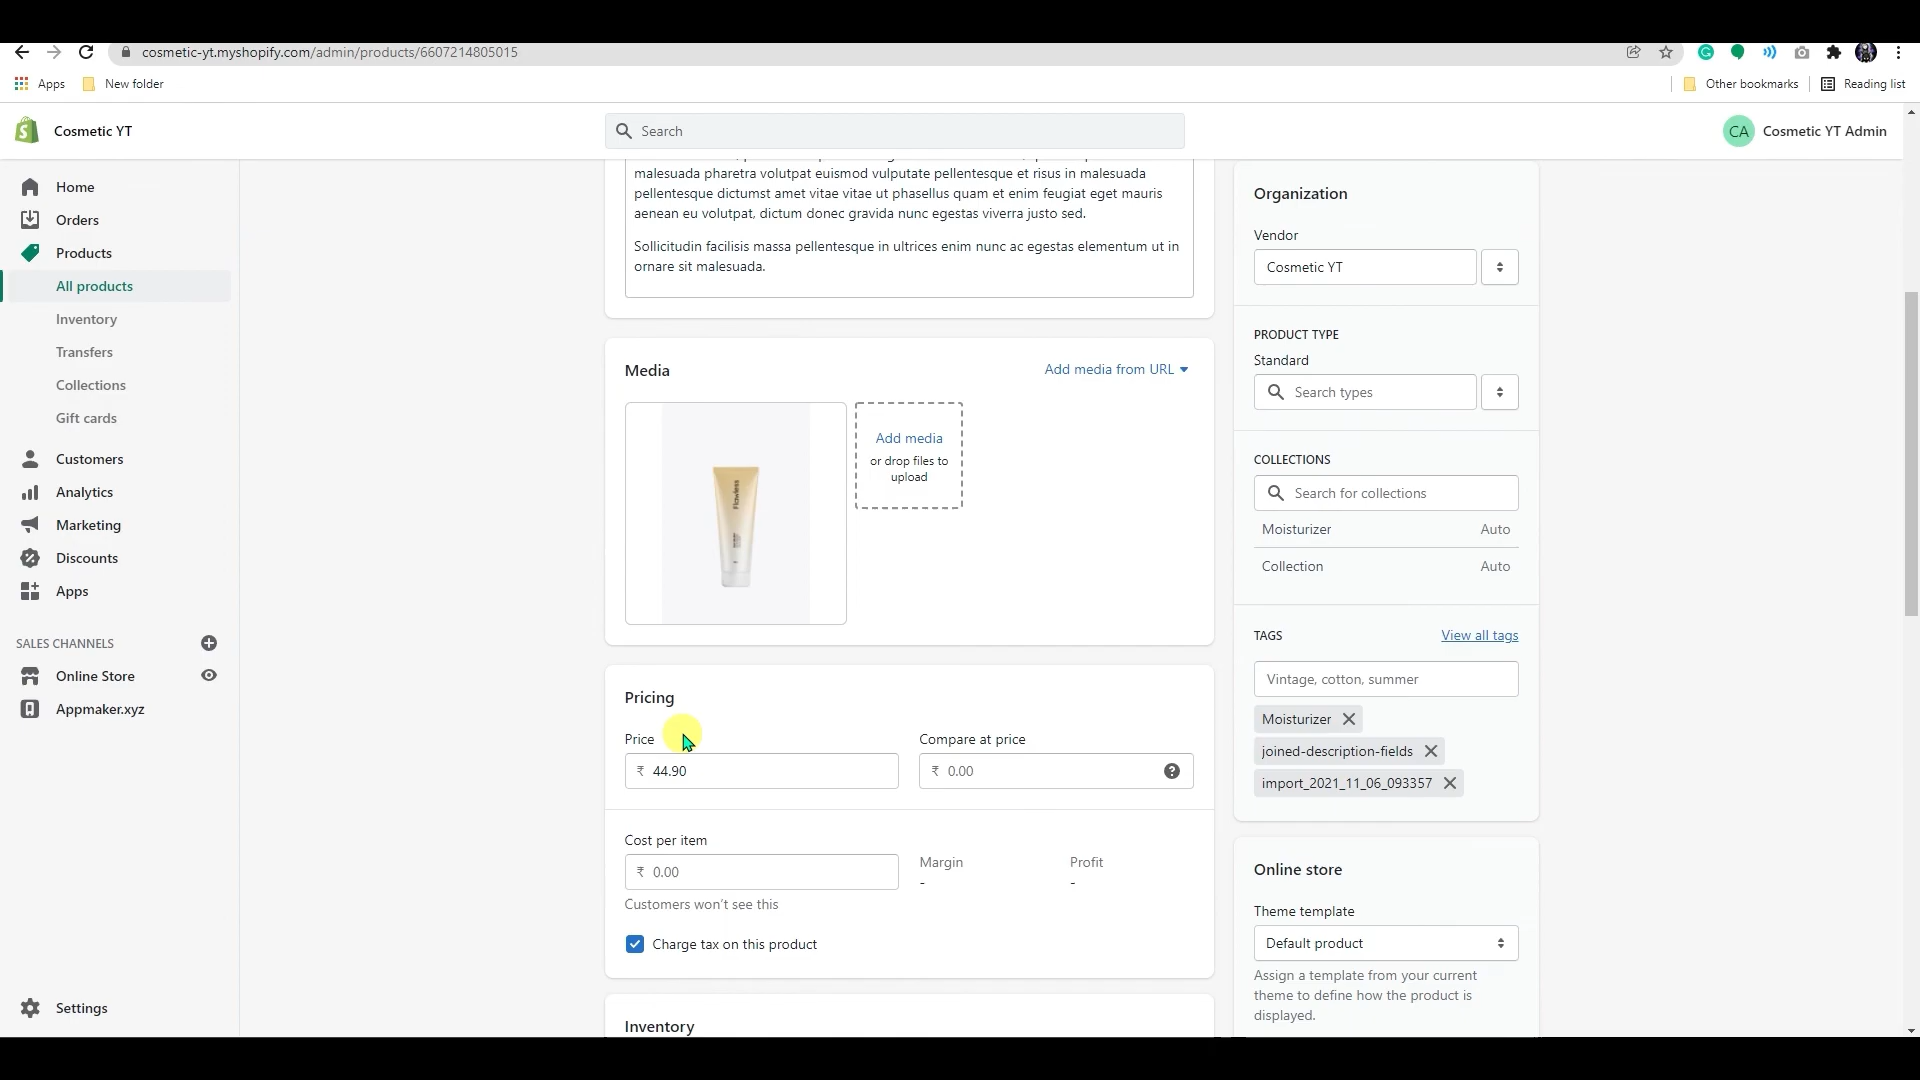 cosmetic-yt.myshopify.com/admin/products/6607214805015
Apps
New folder
Other bookmarks
Reading list
Cosmetic YT
Search
CA
Cosmetic YT Admin
Home
Orders
Products
All products
Inventory
Transfers
Collections
Gift cards
Customers
Analytics
Marketing
Discounts
Apps
SALES CHANNELS
Online Store
Appmaker.xyz
Settings
malesuada pharetra volutpat euismod vulputate pellentesque et risus in malesuada
pellentesque dictumst amet vitae vitae ut phasellus quam et enim feugiat eget mauris
aenean eu volutpat, dictum donec gravida nunc egestas viverra justo sed.
Sollicitudin facilisis massa pellentesque in ultrices enim nunc ac egestas elementum ut in
ornare sit malesuada.
Media
Add media from URL
Flawless
Add media
or drop files to
upload
Pricing
Price
Compare at price
₹ 44.90
₹ 0.00
Cost per item
₹ 0.00
Margin
-
Profit
-
Customers won't see this
Charge tax on this product
Inventory
Organization
Vendor
Cosmetic YT
PRODUCT TYPE
Standard
Search types
COLLECTIONS
Search for collections
Moisturizer Auto
Collection Auto
TAGS
View all tags
Vintage, cotton, summer
Moisturizer
joined-description-fields
import_2021_11_06_093357
Online store
Theme template
Default product
Assign a template from your current
theme to define how the product is
displayed.